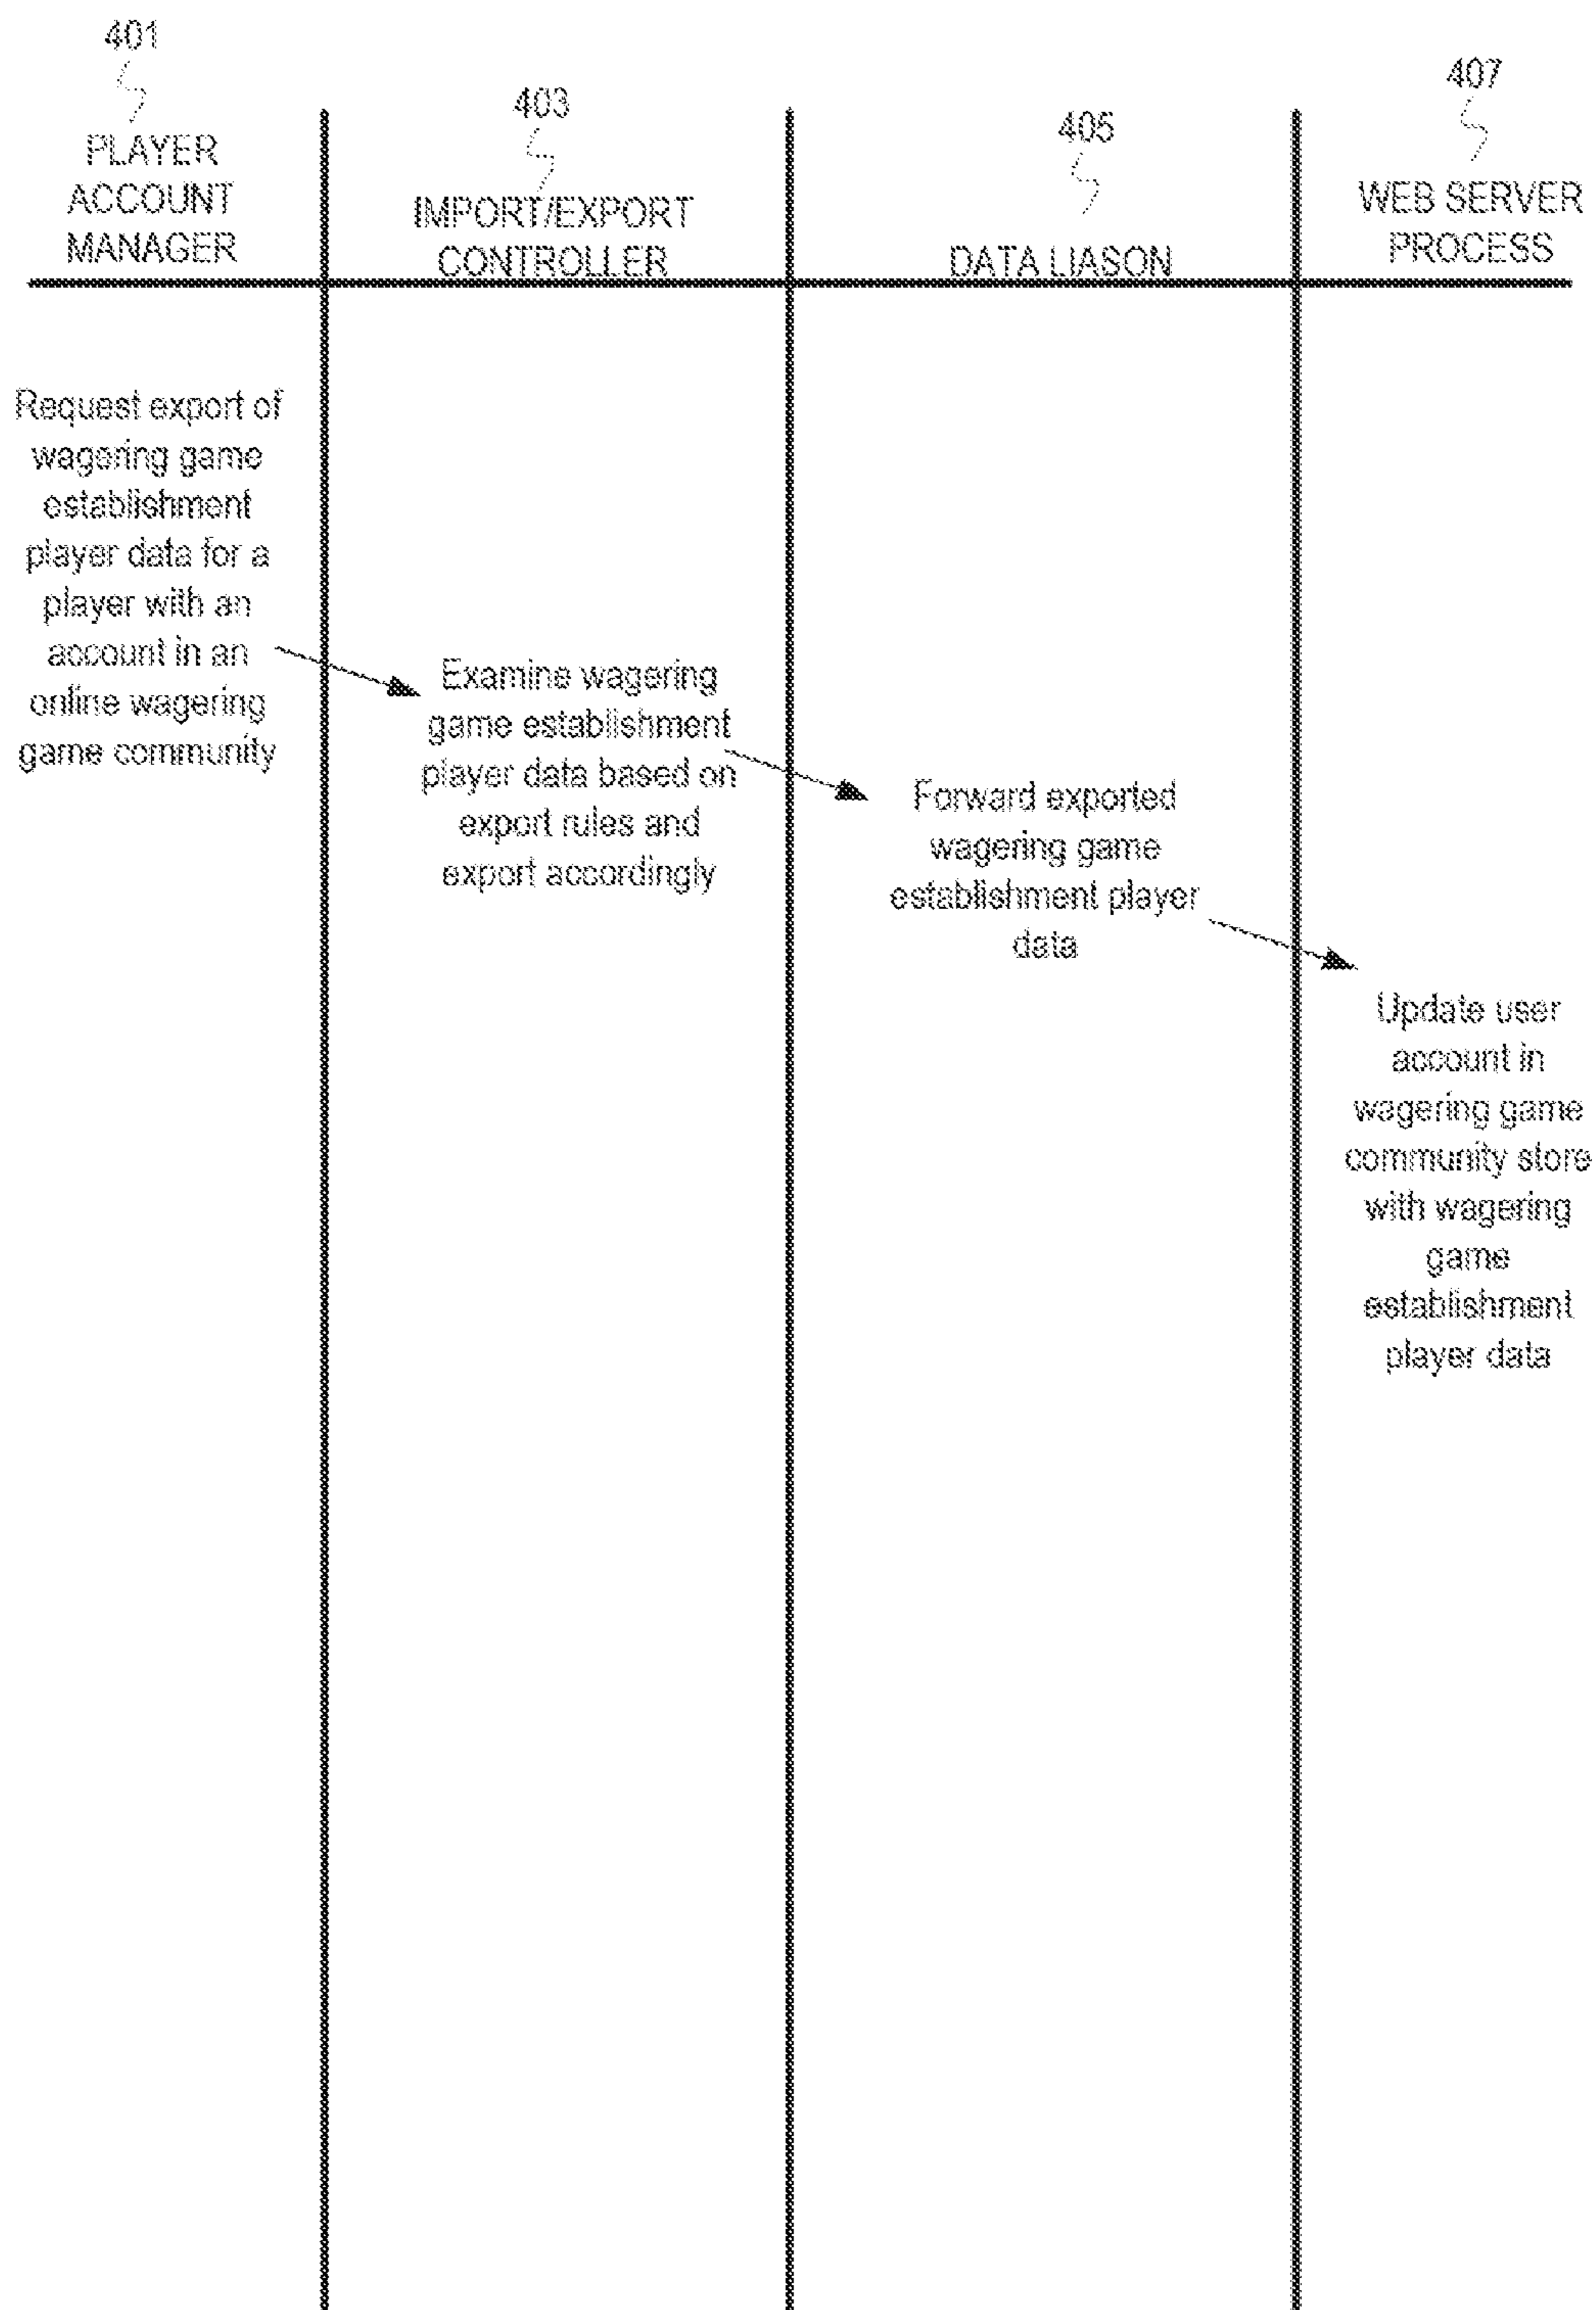 401
PLAYER
ACCOUNT
MANAGER
403
IMPORT/EXPORT
CONTROLLER
405
DATA LIASON
407
WEB SERVER
PROCESS
Request export of
wagering game
establishment
player data for a
player with an
account in an
online wagering
game community
Examine wagering
game establishment
player data based on
export rules and
export accordingly
Forward exported
wagering game
establishment player
data
Update user
account in
wagering game
community store
with wagering
game
establishment
player data